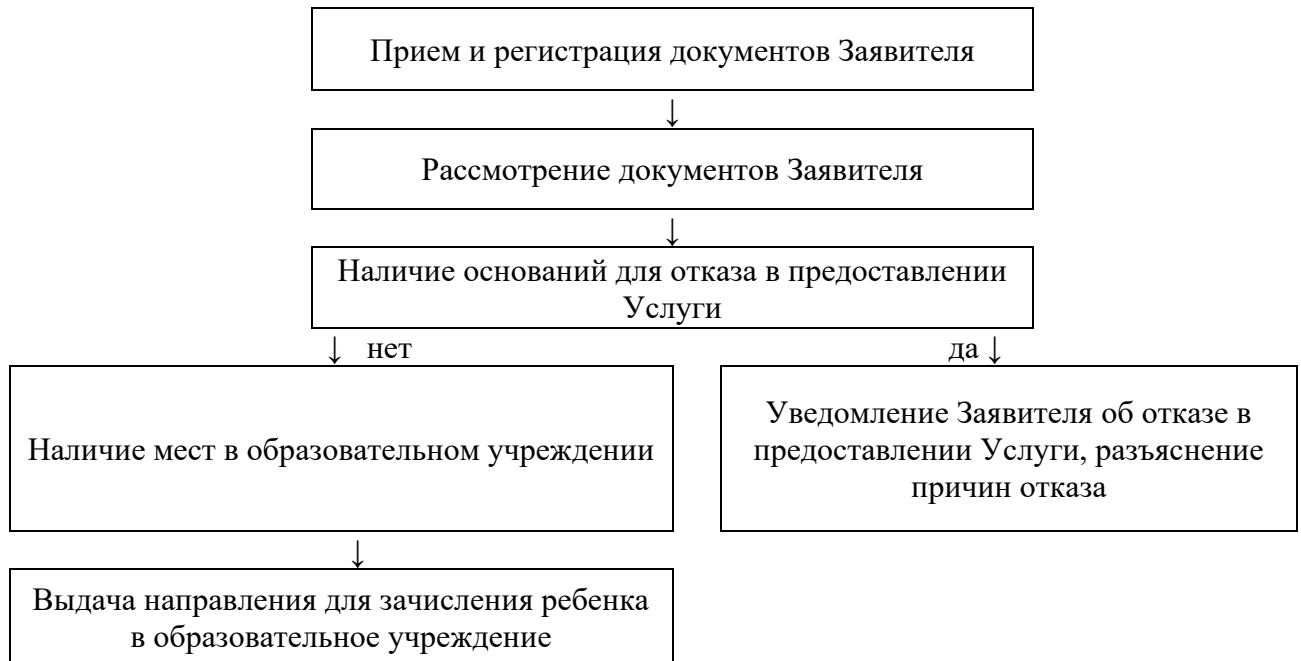 Прием и регистрация документов Заявителя
↓
Рассмотрение документов Заявителя
↓
Наличие оснований для отказа в предоставлении
Услуги
↓ нет
да ↓
Наличие мест в образовательном учреждении
Уведомление Заявителя об отказе в
предоставлении Услуги, разъяснение
причин отказа
↓
Выдача направления для зачисления ребенка
в образовательное учреждение